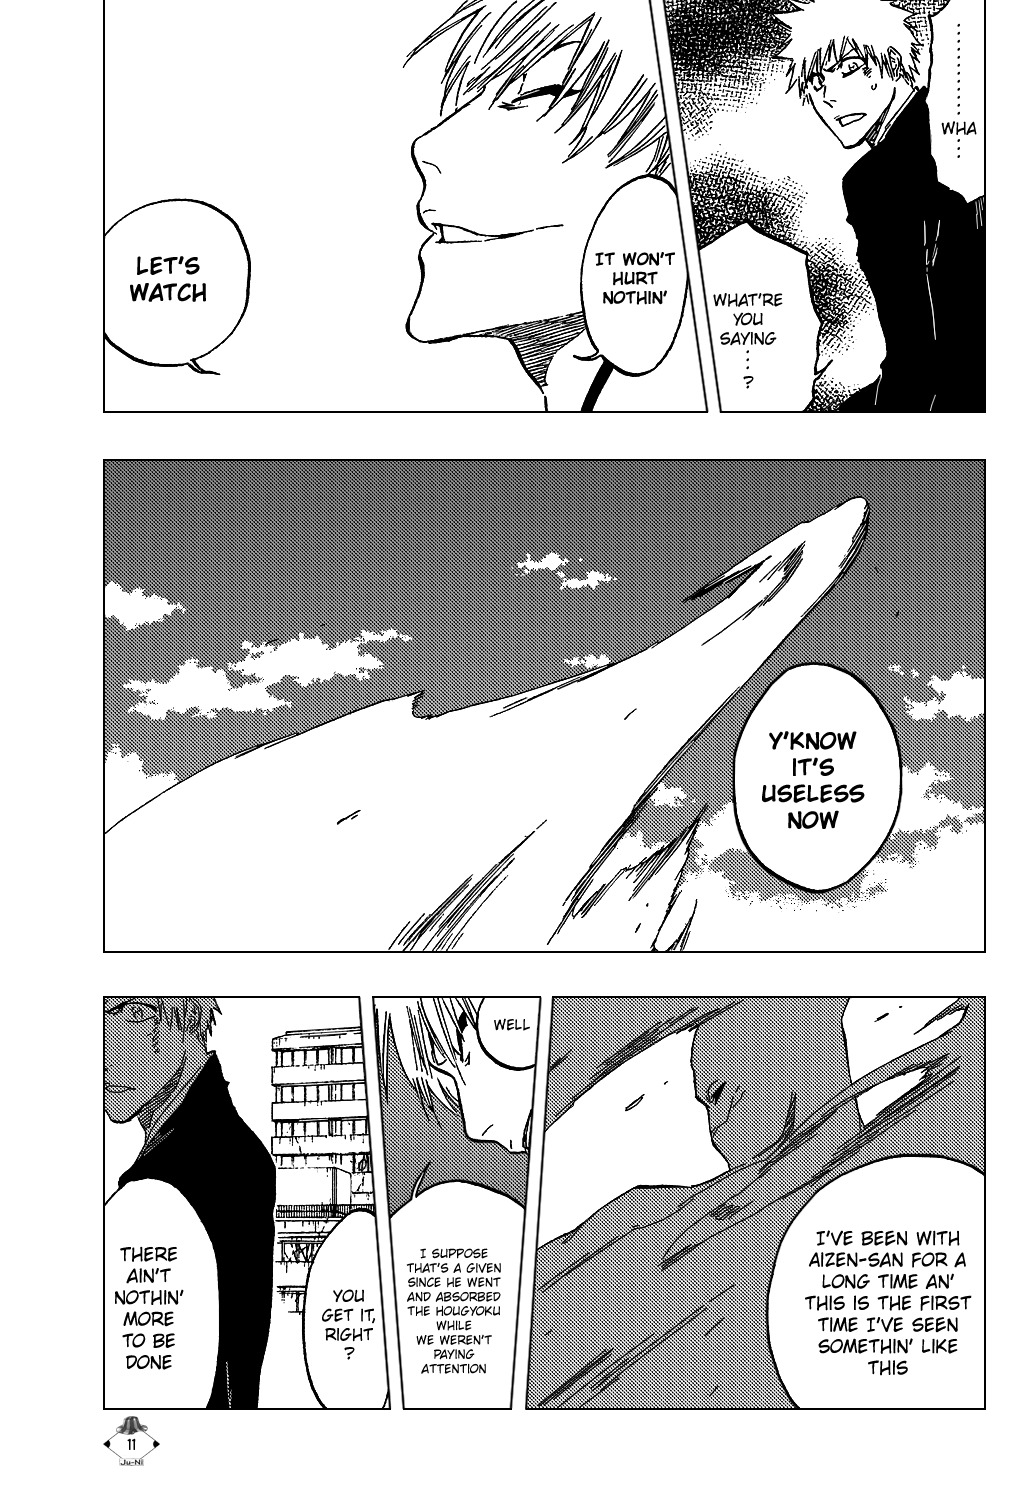 WHA
WHAT'RE
YOU
SAYING
?
IT WON'T
HURT
NOTHIN'
LET'S
WATCH
Y'KNOW
IT'S
USELESS
NOW
I'VE BEEN WITH
AIZEN-SAN FOR A
LONG TIME AN'
THIS IS THE FIRST
TIME I'VE SEEN
SOMETHIN' LIKE
THIS
WELL
I SUPPOSE
THAT'S A GIVEN
SINCE HE WENT
AND ABSORBED
THE HOUGYOKU
WHILE
WE WEREN'T
PAYING
ATTENTION
YOU
GET IT,
RIGHT
?
THERE
AIN'T
NOTHIN'
MORE
TO BE
DONE
11
Ju-Ni